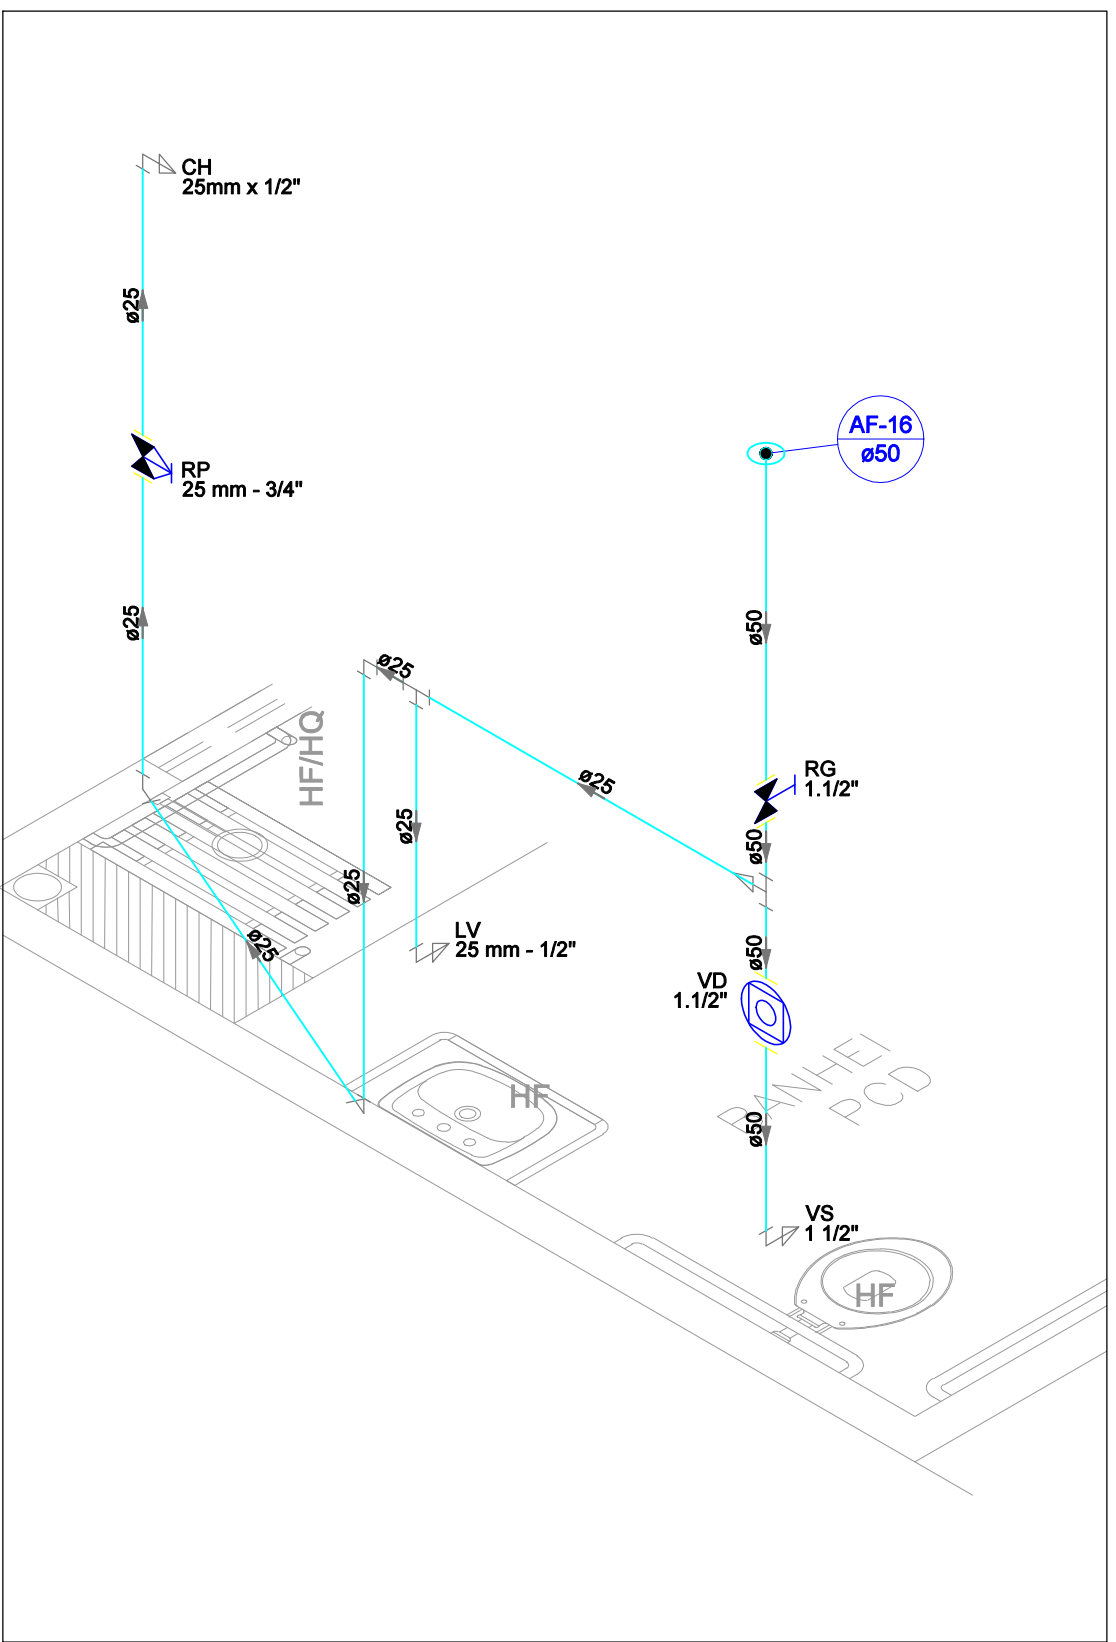 CH
25mm x 1/2"
ø25
AF-16
ø50
RP
25 mm - 3/4"
ø25
ø50
ø25
HF/HQ
RG
1.1/2"
ø25
ø25
ø50
ø25
LV
25 mm - 1/2"
ø25
ø50
VD
1.1/2"
HF
BANHEI
PCD
ø50
VS
1 1/2"
HF